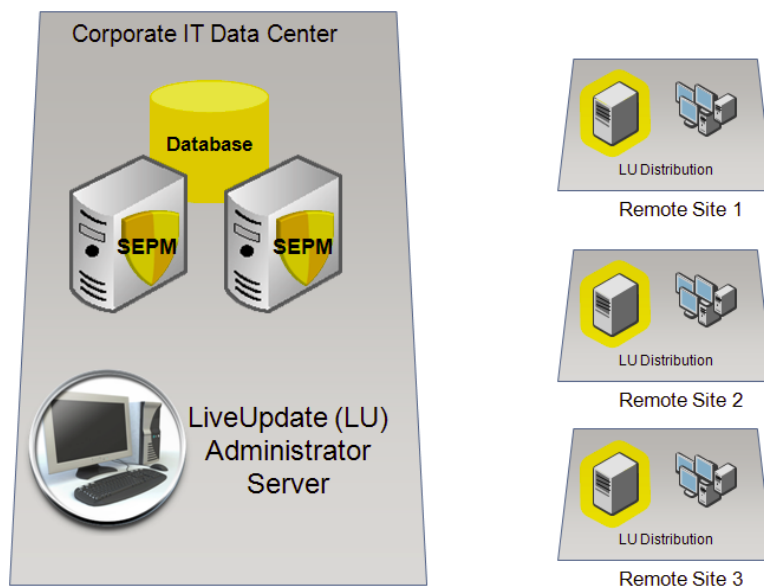 Corporate IT Data Center
Database
SEPM
SEPM
LiveUpdate (LU)
Administrator
Server
LU Distribution
Remote Site 1
LU Distribution
Remote Site 2
LU Distribution
Remote Site 3